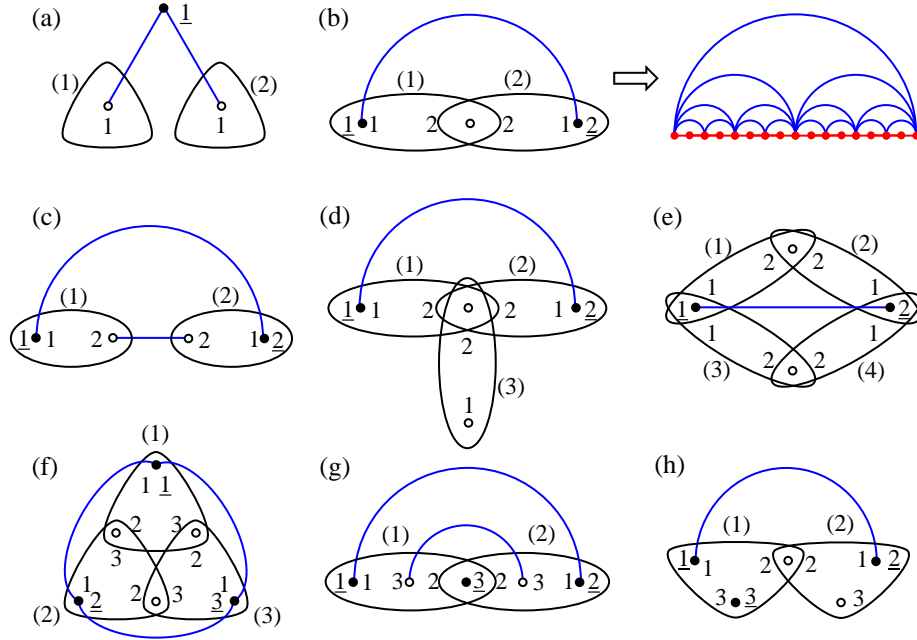 (a)
1
(1)
(2)
1
1
(b)
(1)
(2)
1 1 2 2 1 2
(c)
(1)
(2)
1 1 2 2 1 2
(d)
(1)
(2)
1 1 2 2 1 2
2
(3)
1
(e)
(1)
(2)
2 2
1 1
1 2
1 1
2 2
(3)
(4)
(f)
(1)
1 1
2 3
3 2
1 1
(2) 2 2 3 3 (3)
(g)
(1)
(2)
1 1 3 2 3 2 3 1 2
(h)
(1)
(2)
1 1 2 2 1 2
3 3 3